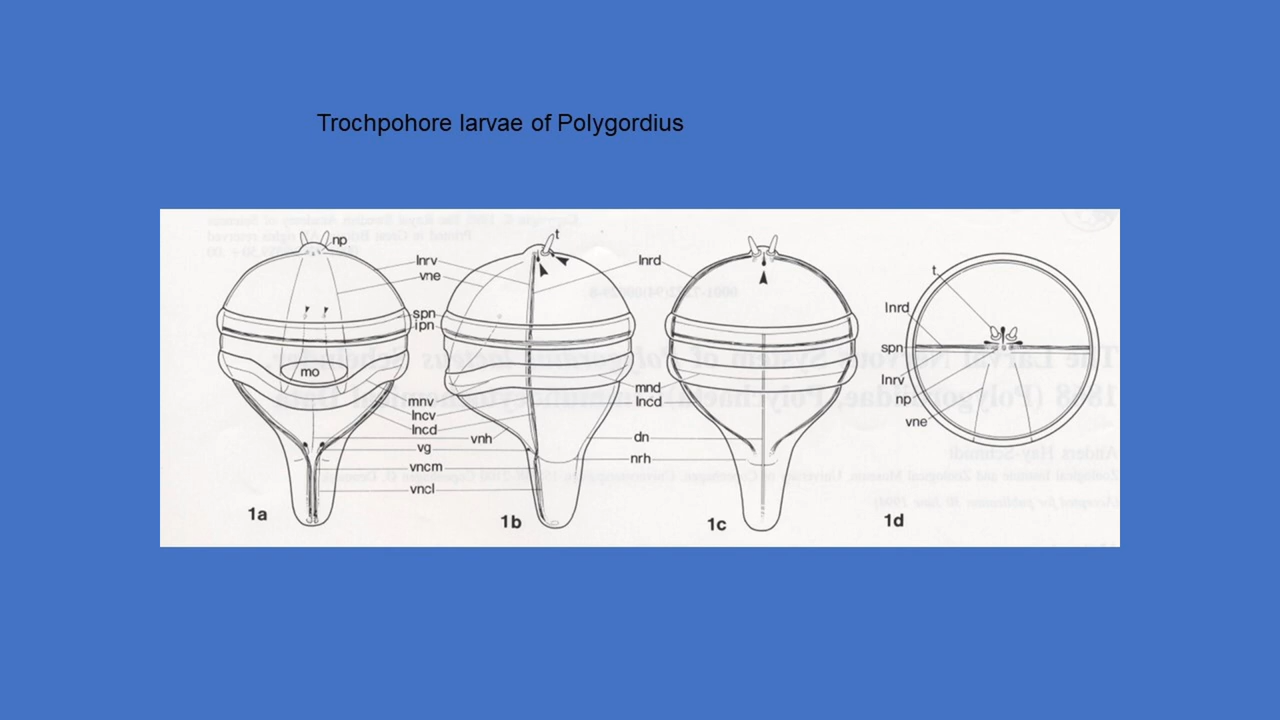 Trochpohore larvae of Polygordius
np
lnrv
vne
spn
ipn
mo
mnv
lncv
lncd
vg
vnh
vncm
vncl
1a
t
lnrd
mnd
lncd
dn
nrh
1b
1c
t
lnrd
spn
lnrv
np
vne
1d